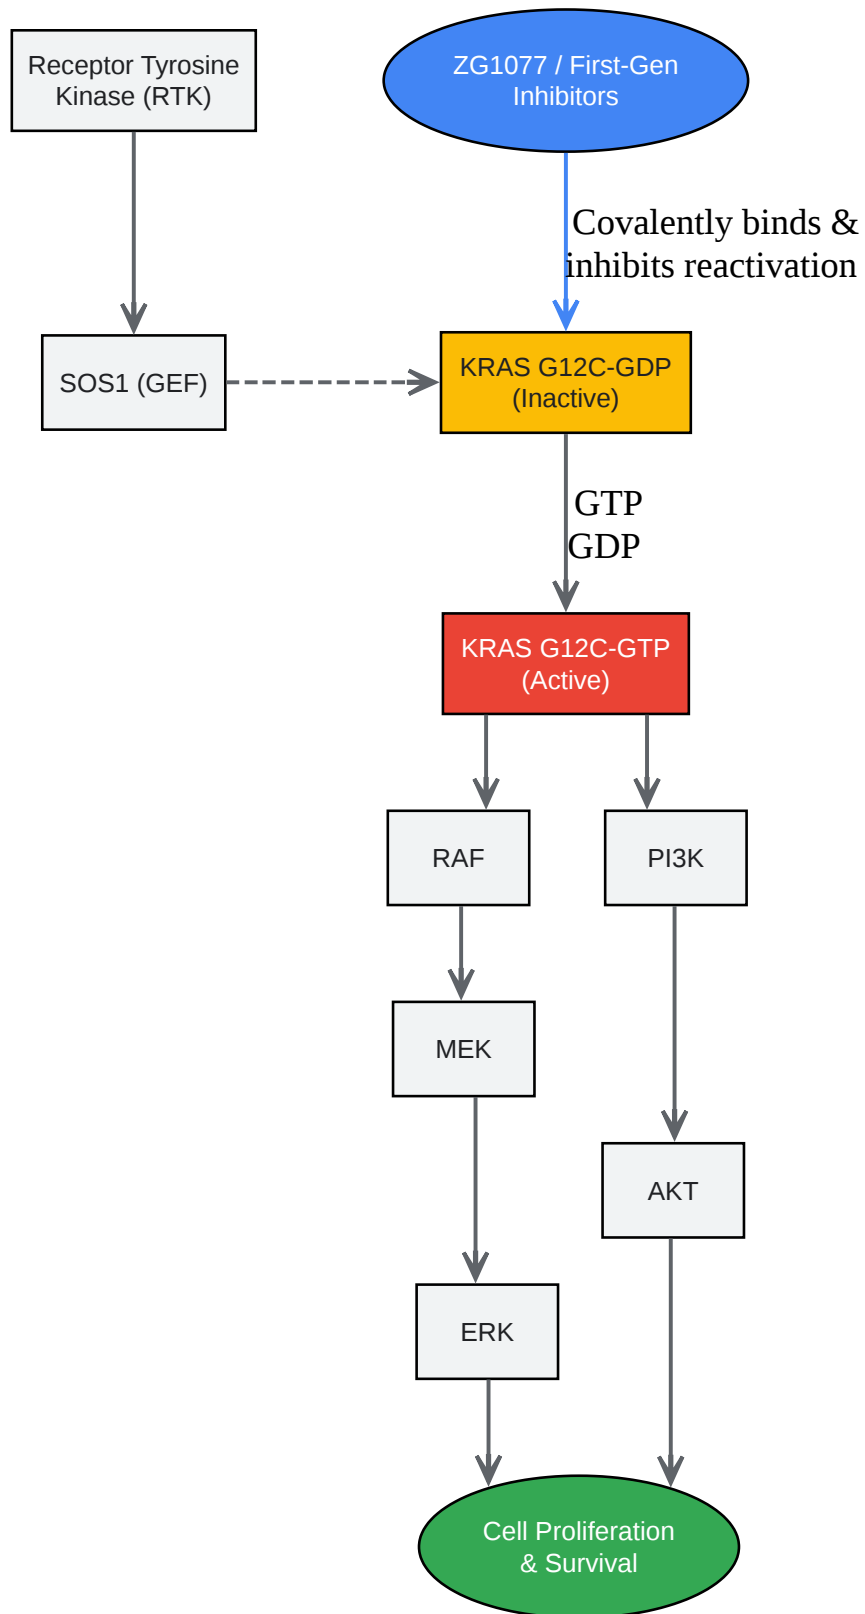 Receptor Tyrosine
Kinase (RTK)
ZG1077 / First-Gen
Inhibitors
Covalently binds &
inhibits reactivation
SOS1 (GEF)
KRAS G12C-GDP
(Inactive)
GTP
GDP
KRAS G12C-GTP
(Active)
RAF
PI3K
MEK
AKT
ERK
Cell Proliferation
& Survival